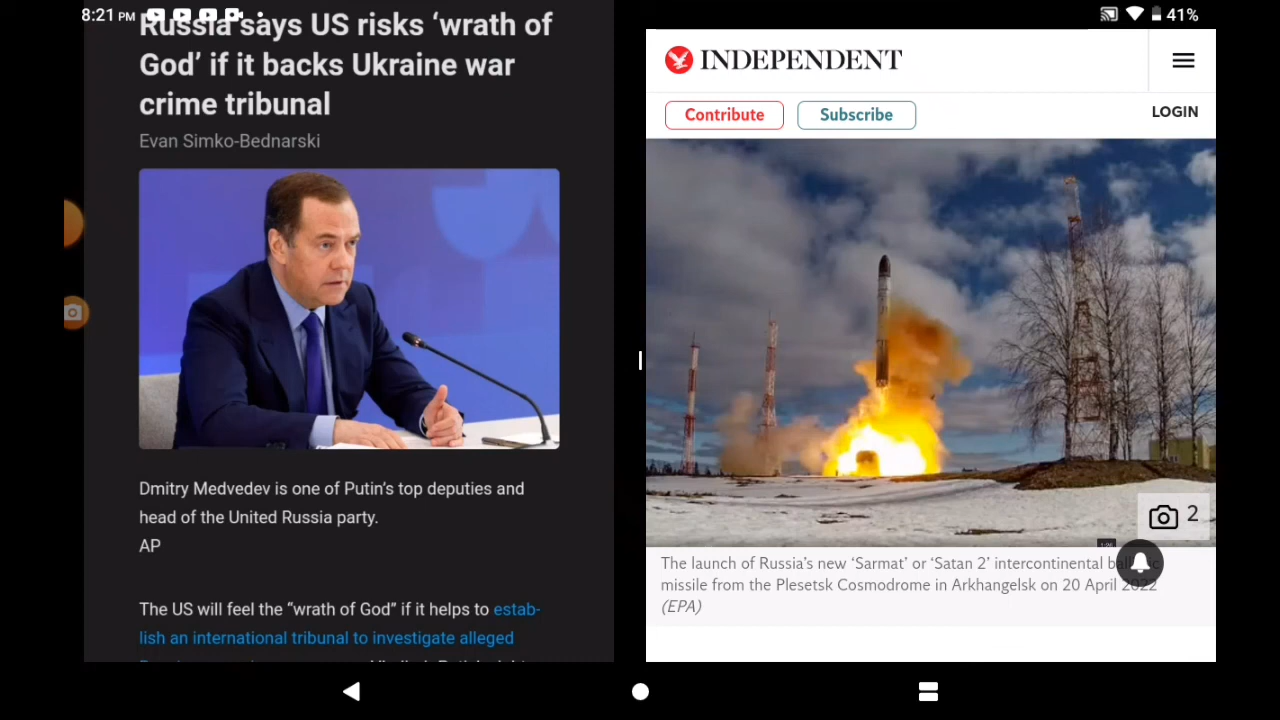 8:21 PM
41%
Russia says US risks ‘wrath of
God’ if it backs Ukraine war
crime tribunal
Evan Simko-Bednarski
Dmitry Medvedev is one of Putin’s top deputies and
head of the United Russia party.
AP
The US will feel the “wrath of God” if it helps to estab-
lish an international tribunal to investigate alleged
INDEPENDENT
Contribute
Subscribe
LOGIN
2
The launch of Russia’s new ‘Sarmat’ or ‘Satan 2’ intercontinental
missile from the Plesetsk Cosmodrome in Arkhangelsk on 20 April 2022
(EPA)